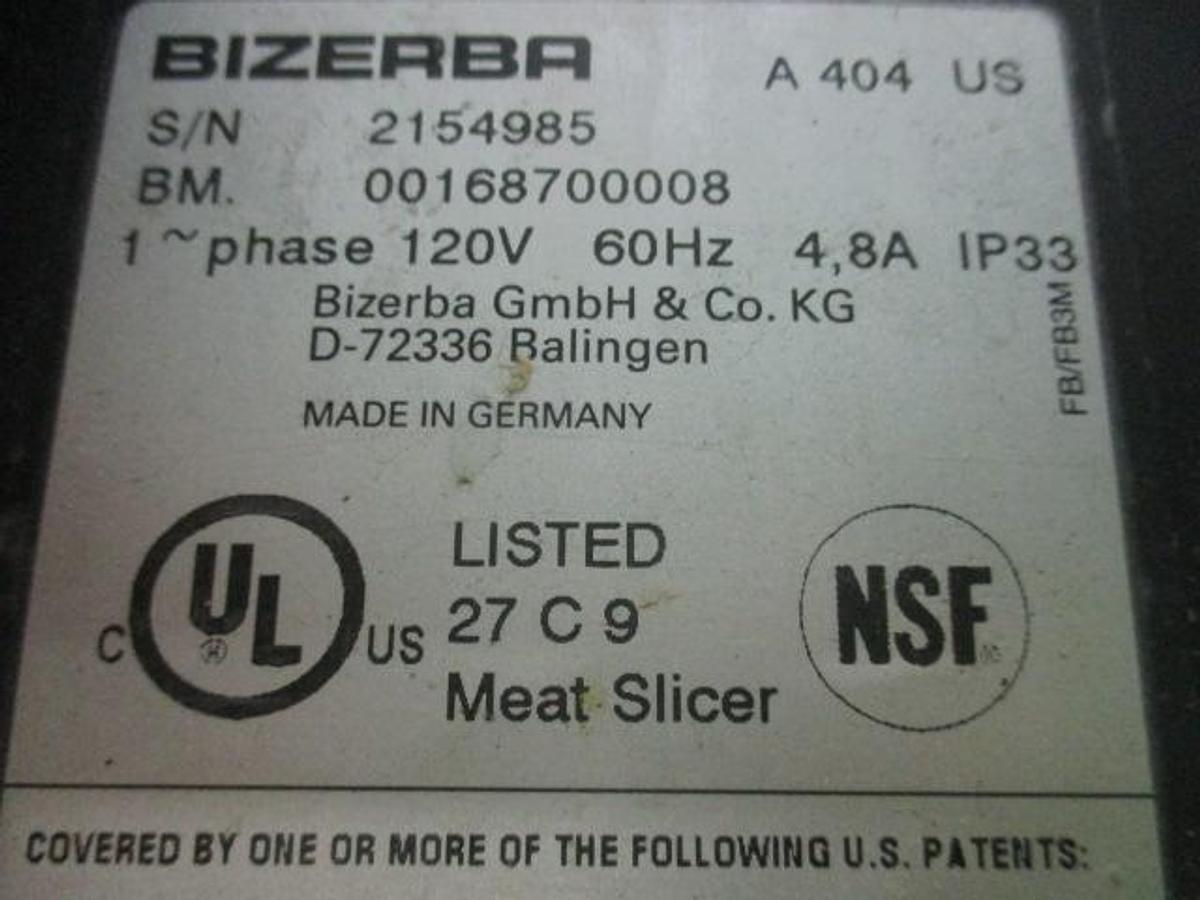 BIZERBA A 404 US
S/N 2154985
BM. 00168700008
1 ~ phase 120V 60Hz 4,8A IP33
Bizerba GmbH & Co. KG
D-72336 Balingen
FB/FB3M
MADE IN GERMANY
C UL ® US
LISTED
27 C 9
Meat Slicer
NSF
COVERED BY ONE OR MORE OF THE FOLLOWING U.S. PATENTS: